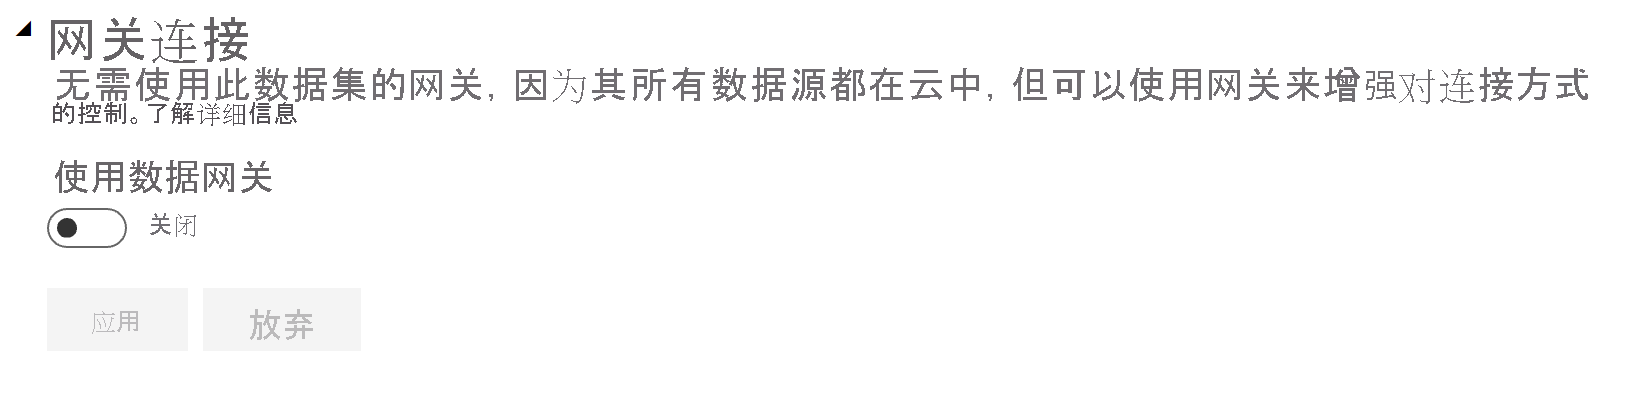 网关连接
无需使用此数据集的网关，因为其所有数据源都在云中，但可以使用网关来增强对连接方式
的控制。了解详细信息
使用数据网关
关闭
应用 放弃